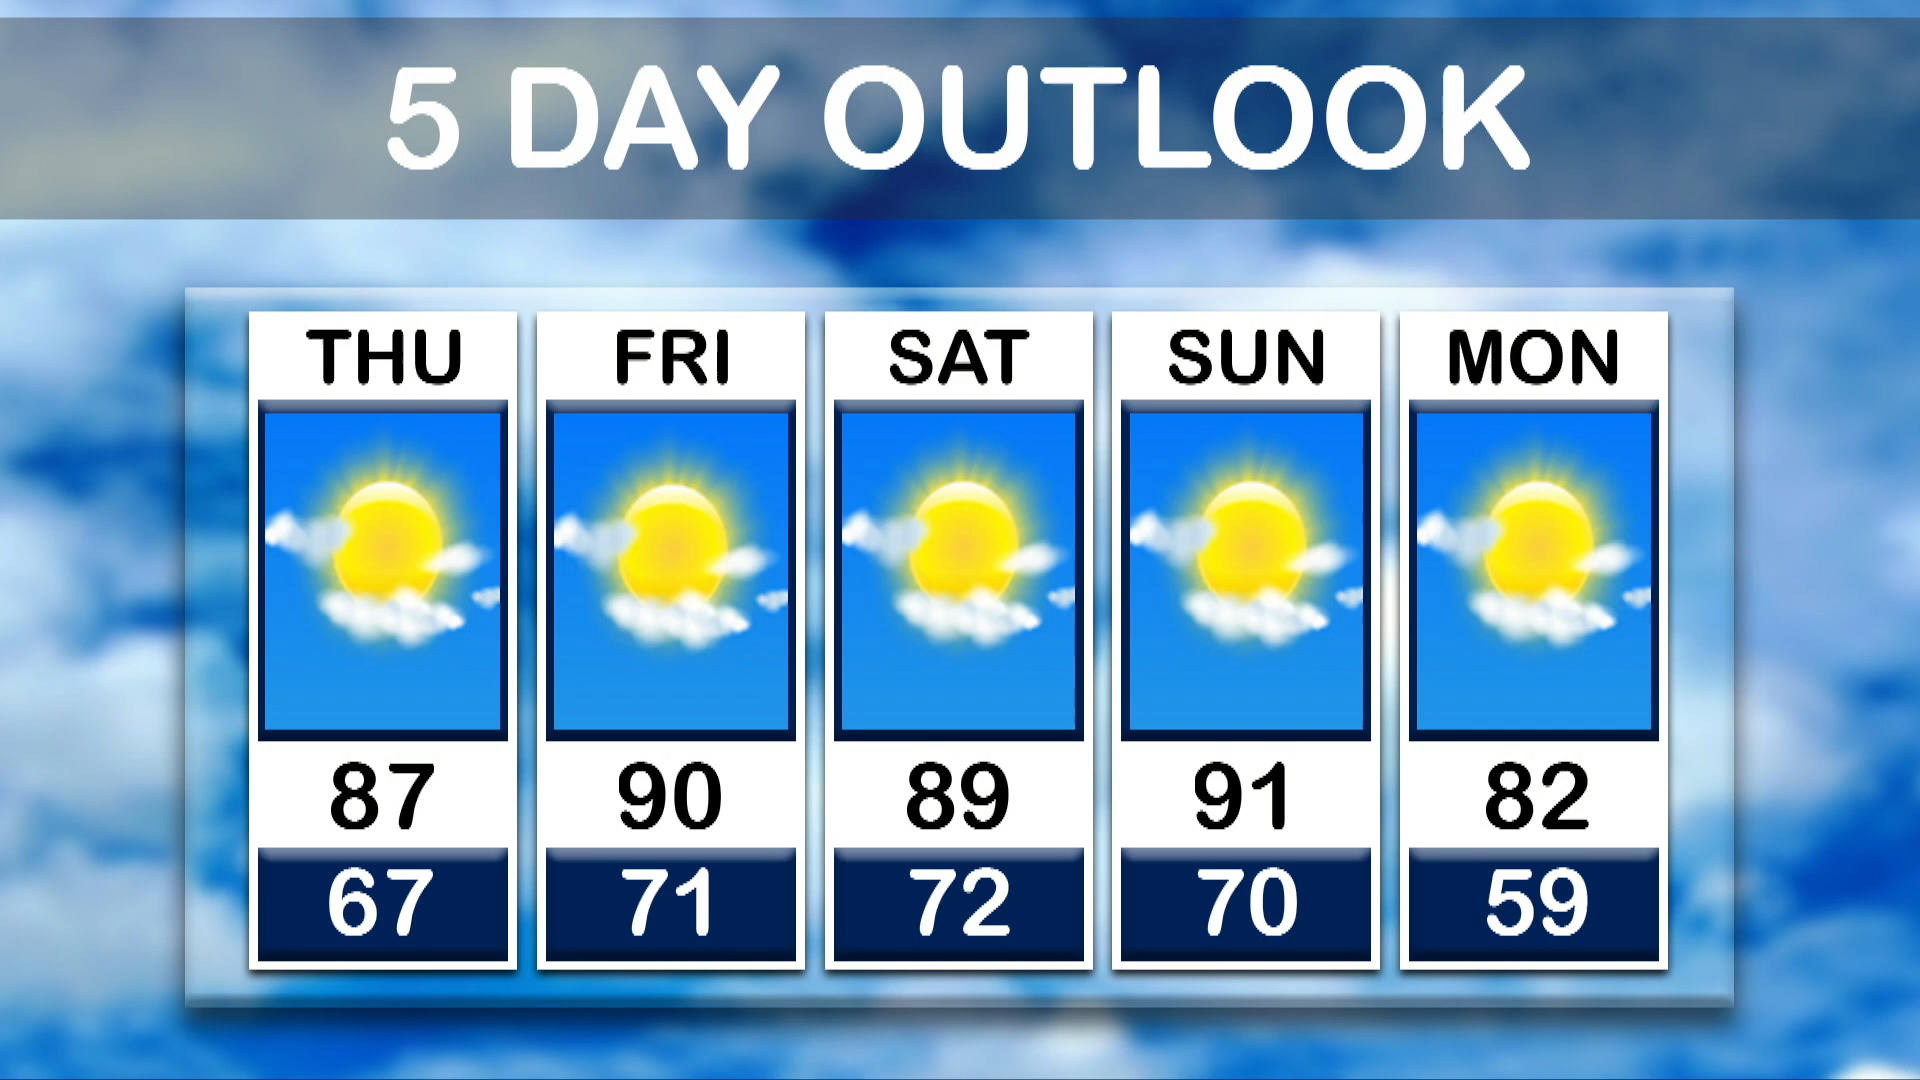 5 DAY OUTLOOK
THU FRI SAT SUN MON
87 90 89 91 82
67 71 72 70 59